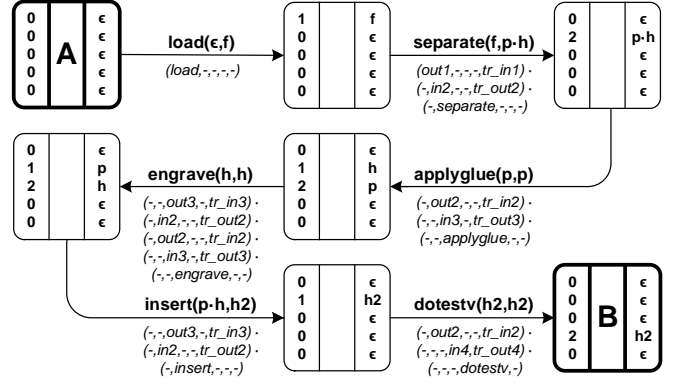 0 ϵ
0 ϵ
0 A ϵ
0 ϵ
0 ϵ
load(ϵ,f)
(load,-,-,-,-)
1 f
0 ϵ
0 ϵ
0 ϵ
0 ϵ
separate(f,p·h)
(out1,-,-,-,tr_in1) ·
(-,in2,-,-,tr_out2) ·
(-,separate,-,-,-)
0 ϵ
2 p·h
0 ϵ
0 ϵ
0 ϵ
applyglue(p,p)
(-,out2,-,-,tr_in2) ·
(-,-,in3,-,tr_out3) ·
(-,-,applyglue,-,-)
0 ϵ
1 h
2 p
0 ϵ
0 ϵ
engrave(h,h)
(-,-,out3,-,tr_in3) ·
(-,in2,-,-,tr_out2) ·
(-,out2,-,-,tr_in2) ·
(-,-,in3,-,tr_out3) ·
(-,-,engrave,-,-)
0 ϵ
1 p
2 h
0 ϵ
0 ϵ
insert(p·h,h2)
(-,-,out3,-,tr_in3) ·
(-,in2,-,-,tr_out2) ·
(-,insert,-,-,-)
0 ϵ
1 h2
0 ϵ
0 ϵ
0 ϵ
dotestv(h2,h2)
(-,out2,-,-,tr_in2) ·
(-,-,-,in4,tr_out4) ·
(-,-,-,dotestv,-)
0 ϵ
0 ϵ
0 B ϵ
2 h2
0 ϵ